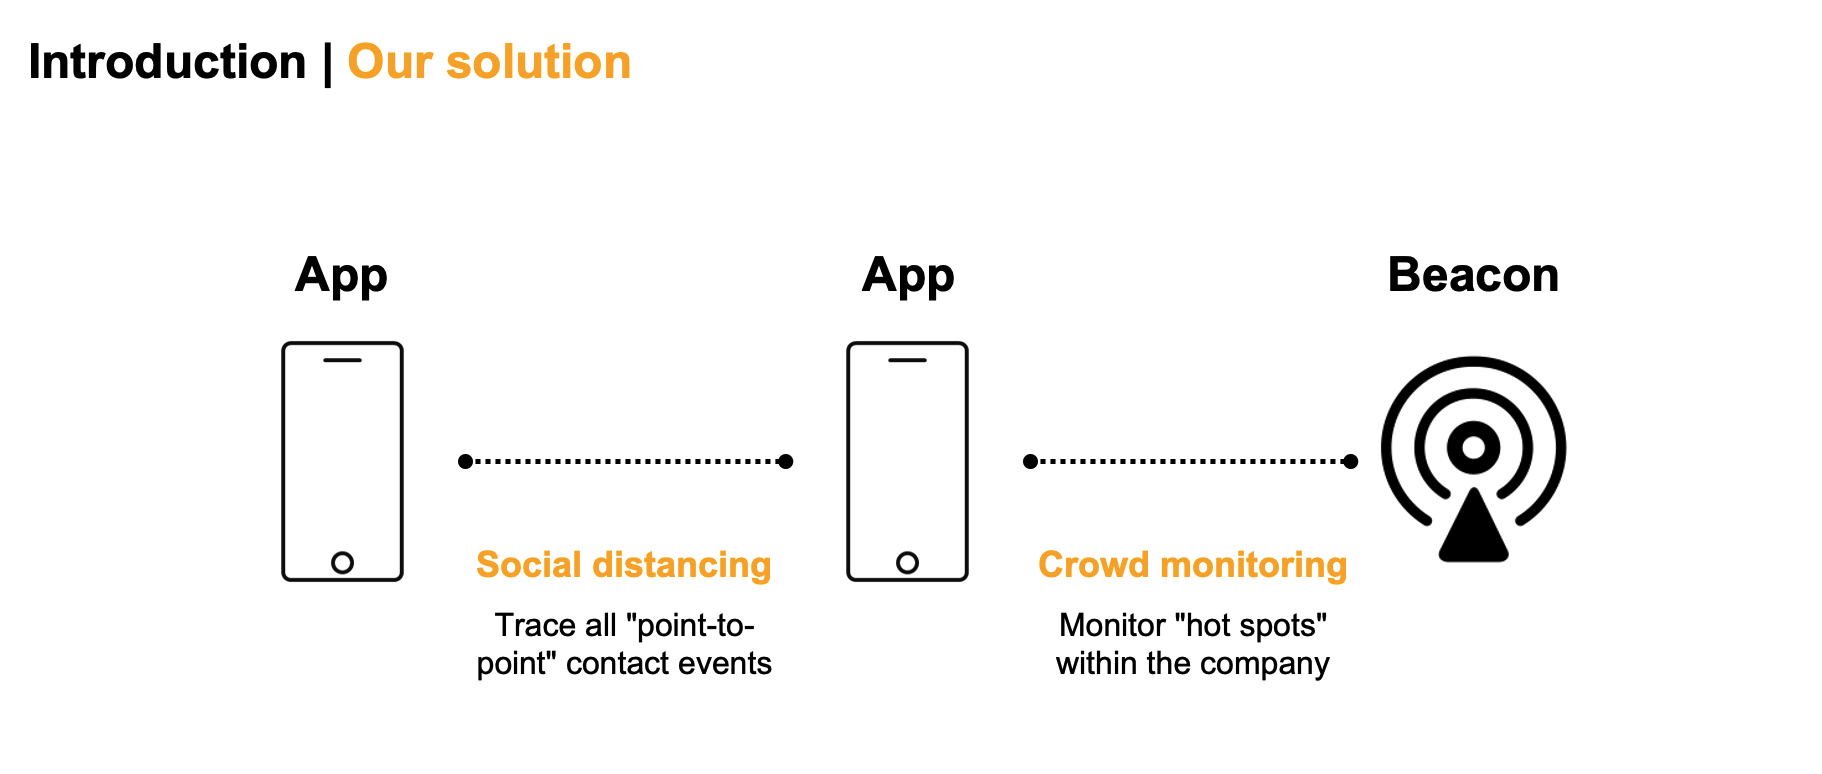 Introduction | Our solution
App
App
Beacon
Social distancing
Trace all "point-to-
point" contact events
Crowd monitoring
Monitor "hot spots"
within the company